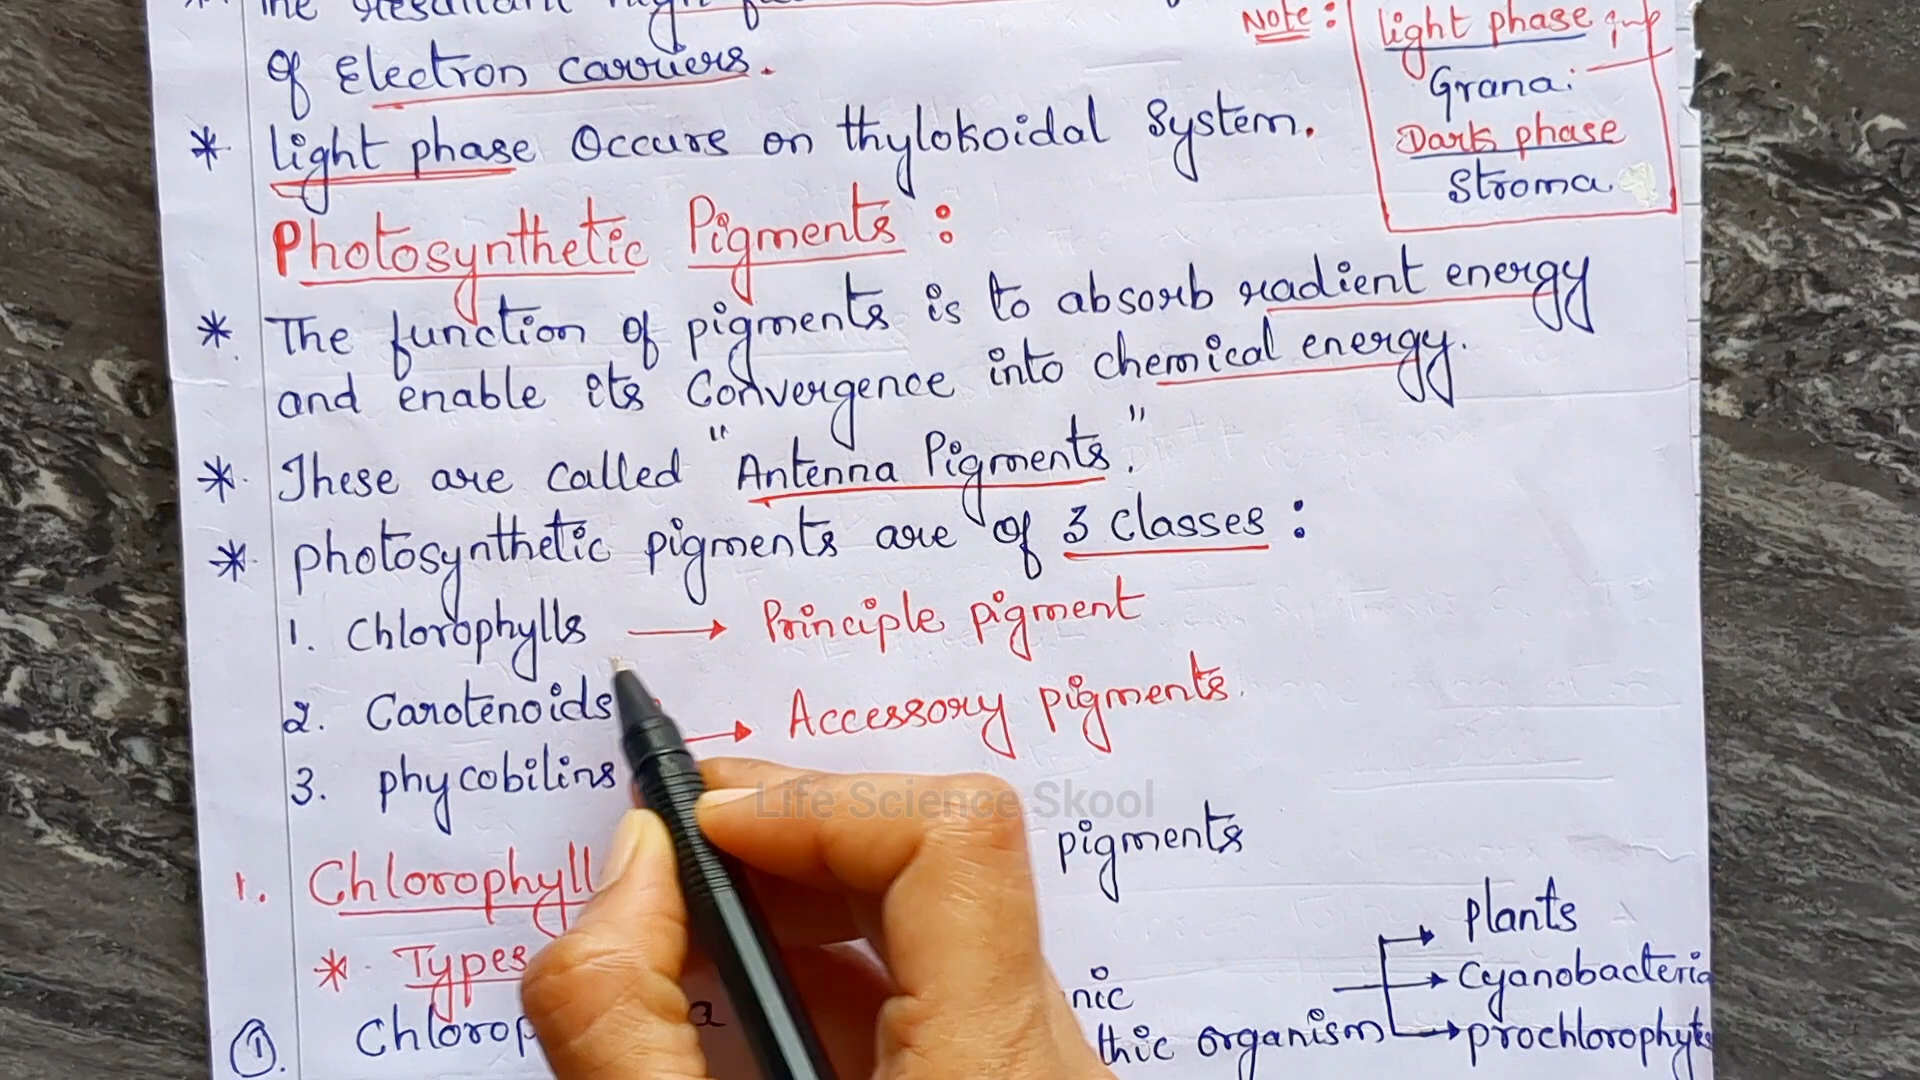 of Electron carriers.
* light phase occurs on thylokoidal System.
Note:
light phase
Grana:
Dark phase
Stroma.
Photosynthetic Pigments :
* The function of pigments is to absorb radient energy
and enable its Convergence into chemical energy.
* These are called "Antenna Pigments."
* photosynthetic pigments are of 3 classes :
1. Chlorophylls → Principle pigment
2. Carotenoids
→ Accessory pigments.
3. phycobilins
Life Science Skool
pigments
1. Chlorophyll
* Types
plants
Cyanobacteria
nic
① Chlorop a
thic organism → prochlorophyt